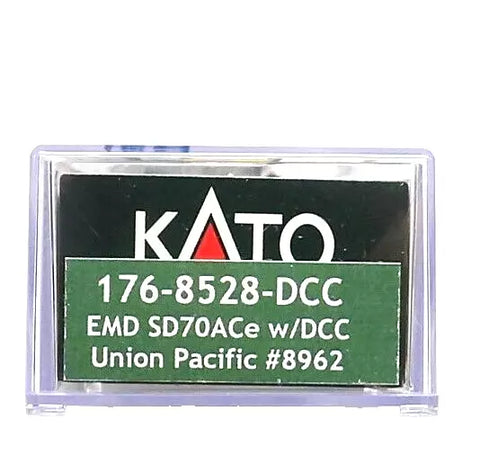 KATO
176-8528-DCC
EMD SD70ACe w/DCC
Union Pacific #8962